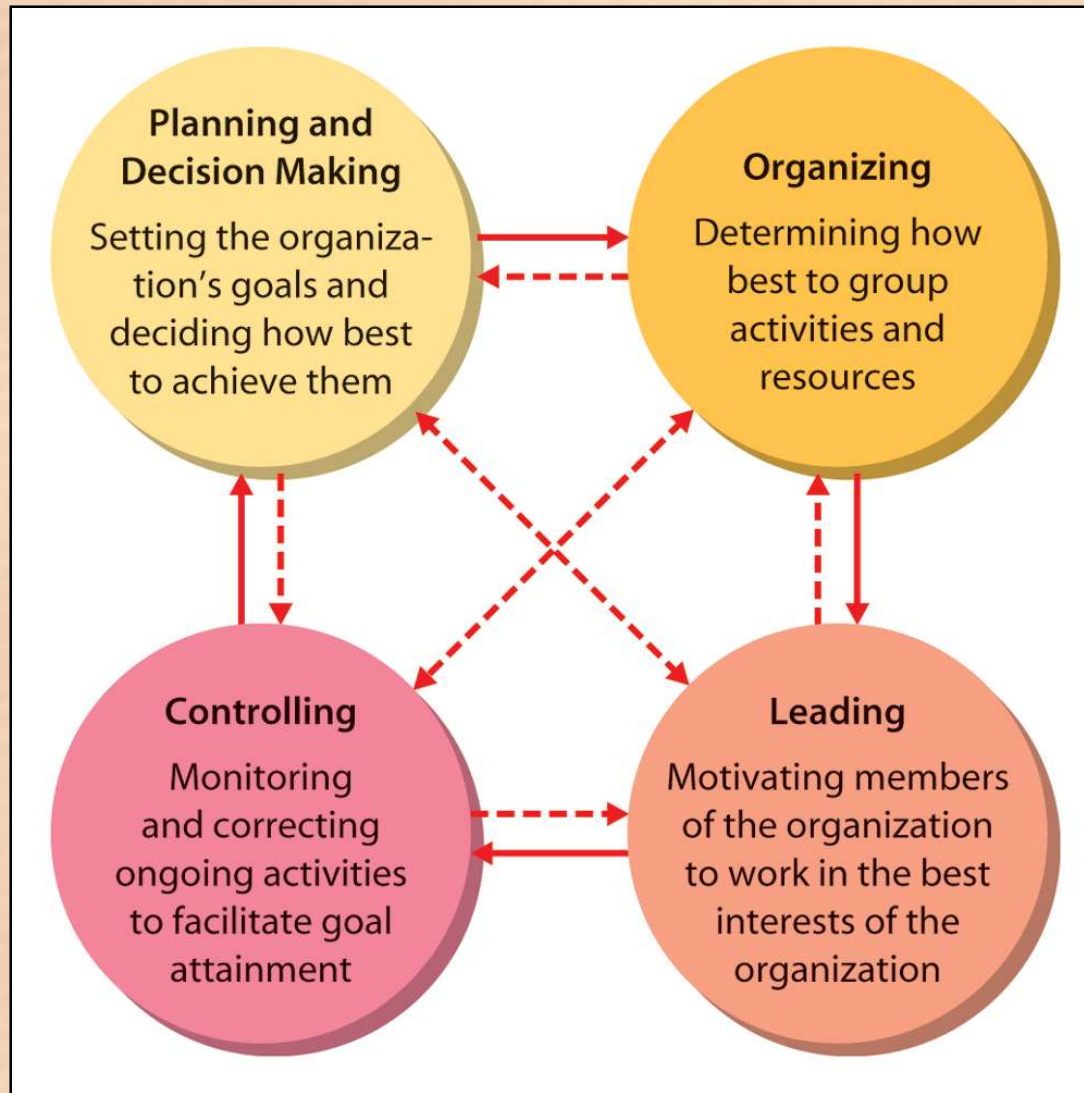 Planning and
Decision Making
Setting the organiza-
tion's goals and
deciding how best
to achieve them
Organizing
Determining how
best to group
activities and
resources
Controlling
Monitoring
and correcting
ongoing activities
to facilitate goal
attainment
Leading
Motivating members
of the organization
to work in the best
interests of the
organization